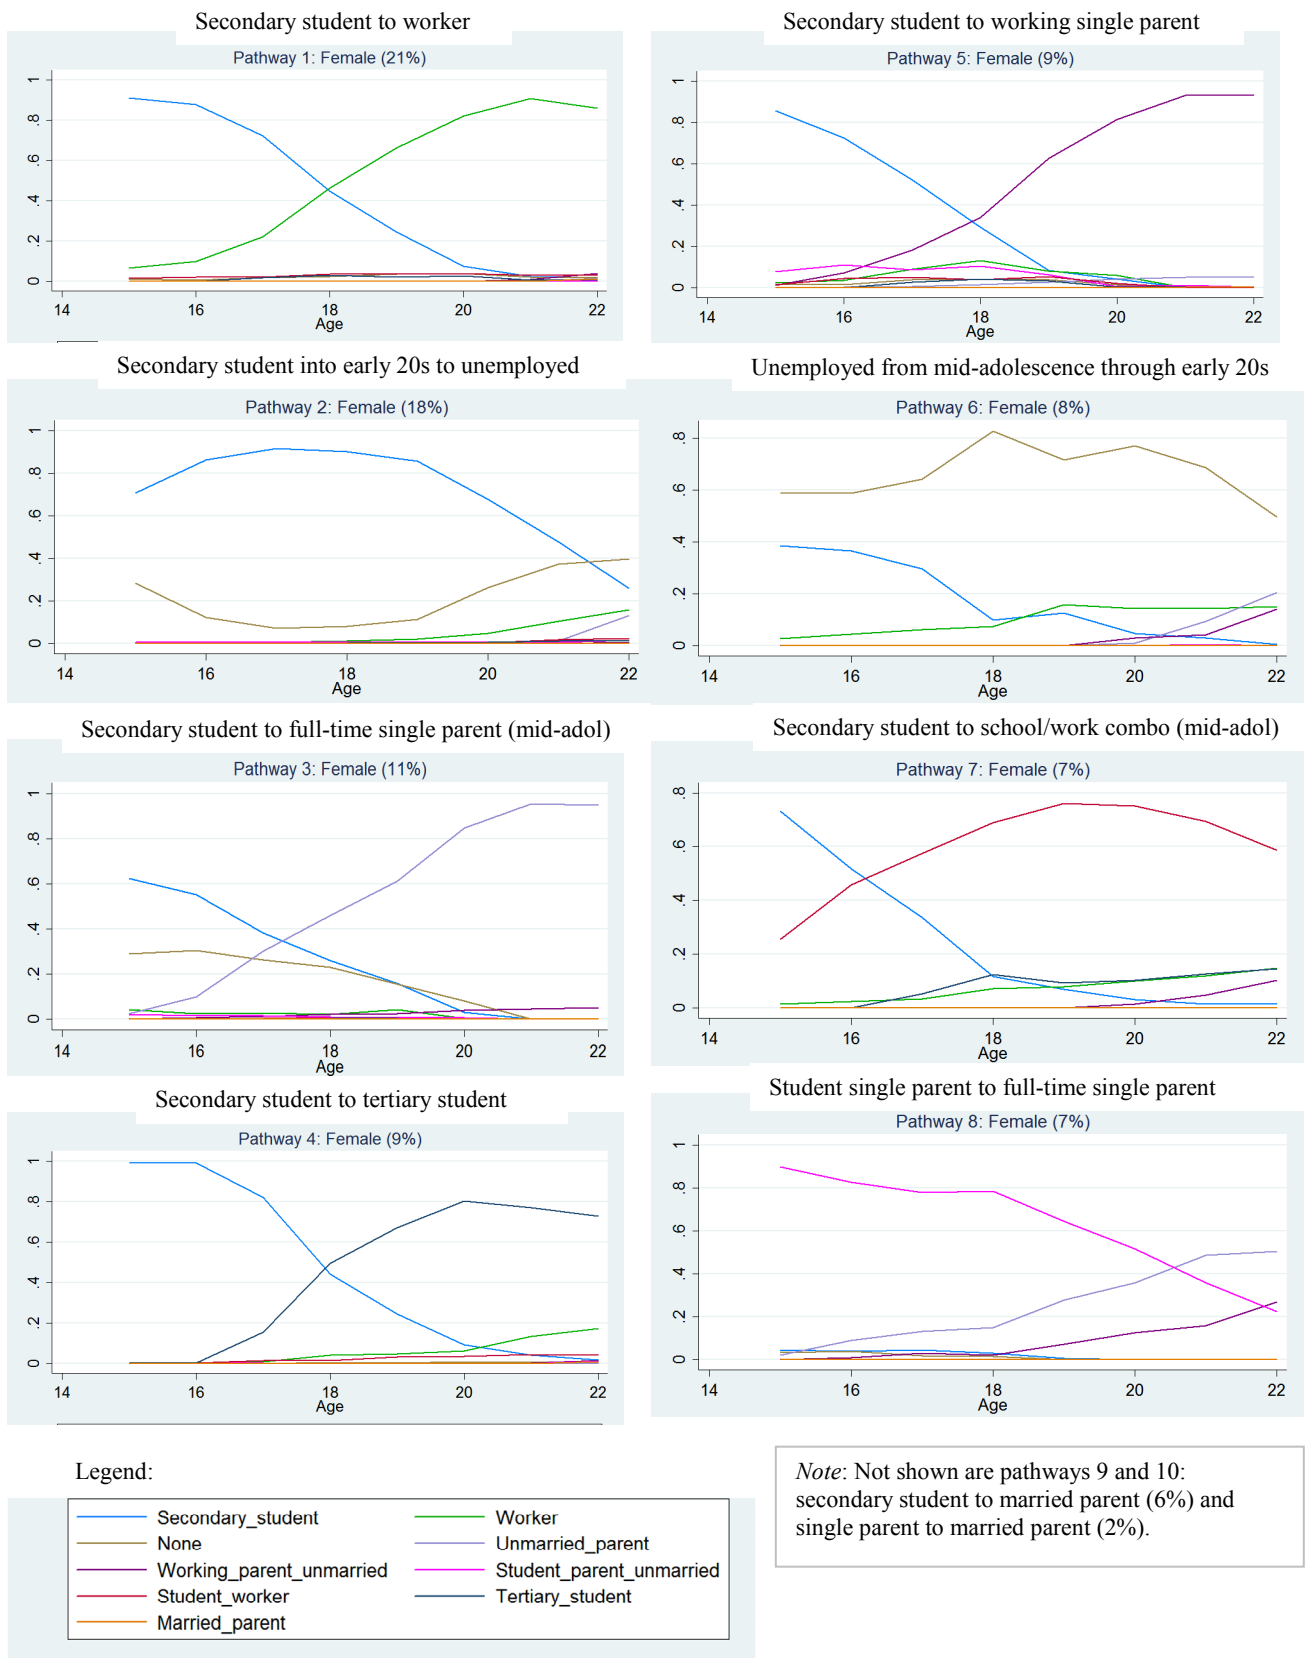 Secondary student to worker
Pathway 1: Female (21%)
1
.8
.6
.4
.2
0
14 16 18 20 22
Age
Secondary student to working single parent
Pathway 5: Female (9%)
1
.8
.6
.4
.2
0
14 16 18 20 22
Age
Secondary student into early 20s to unemployed
Pathway 2: Female (18%)
1
.8
.6
.4
.2
0
14 16 18 20 22
Age
Unemployed from mid-adolescence through early 20s
Pathway 6: Female (8%)
.8
.6
.4
.2
0
14 16 18 20 22
Age
Secondary student to full-time single parent (mid-adol)
Pathway 3: Female (11%)
1
.8
.6
.4
.2
0
14 16 18 20 22
Age
Secondary student to school/work combo (mid-adol)
Pathway 7: Female (7%)
.8
.6
.4
.2
0
14 16 18 20 22
Age
Secondary student to tertiary student
Pathway 4: Female (9%)
1
.8
.6
.4
.2
0
14 16 18 20 22
Age
Student single parent to full-time single parent
Pathway 8: Female (7%)
1
.8
.6
.4
.2
0
14 16 18 20 22
Age
Legend:
Secondary_student Worker
None Unmarried_parent
Working_parent_unmarried Student_parent_unmarried
Student_worker Tertiary_student
Married_parent
Note: Not shown are pathways 9 and 10:
secondary student to married parent (6%) and
single parent to married parent (2%).